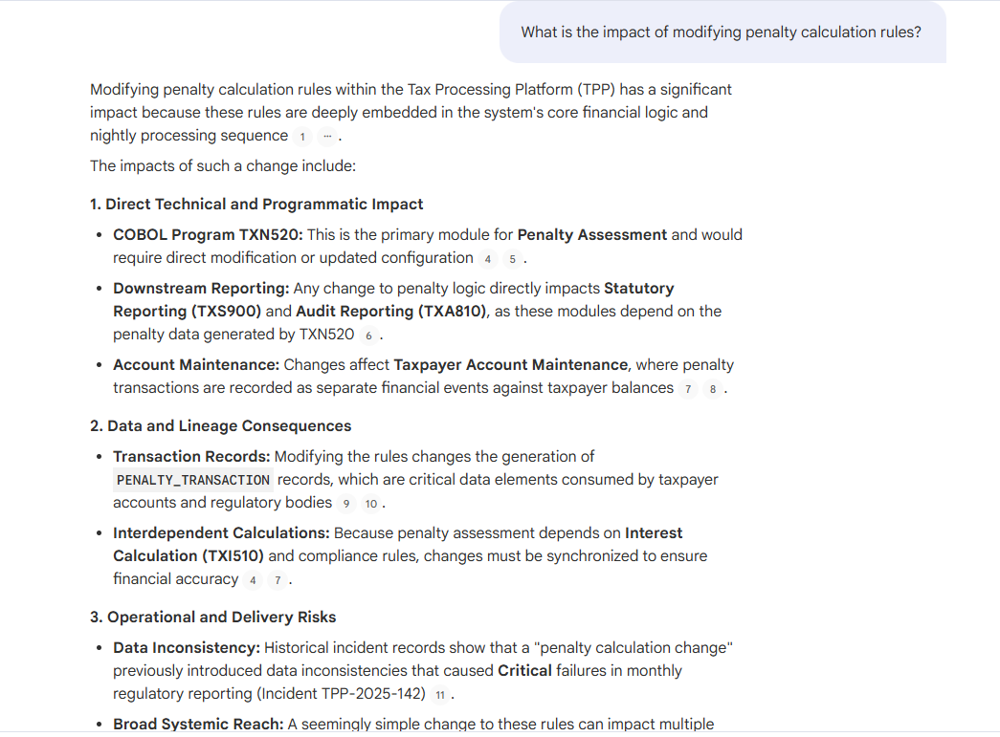 What is the impact of modifying penalty calculation rules?
Modifying penalty calculation rules within the Tax Processing Platform (TPP) has a significant
impact because these rules are deeply embedded in the system's core financial logic and
nightly processing sequence 1 ... .
The impacts of such a change include:
1. Direct Technical and Programmatic Impact
• COBOL Program TXN520: This is the primary module for Penalty Assessment and would
require direct modification or updated configuration 4 5 .
• Downstream Reporting: Any change to penalty logic directly impacts Statutory
Reporting (TXS900) and Audit Reporting (TXA810), as these modules depend on the
penalty data generated by TXN520 6 .
• Account Maintenance: Changes affect Taxpayer Account Maintenance, where penalty
transactions are recorded as separate financial events against taxpayer balances 7 8 .
2. Data and Lineage Consequences
• Transaction Records: Modifying the rules changes the generation of
PENALTY_TRANSACTION records, which are critical data elements consumed by taxpayer
accounts and regulatory bodies 9 10 .
• Interdependent Calculations: Because penalty assessment depends on Interest
Calculation (TXI510) and compliance rules, changes must be synchronized to ensure
financial accuracy 4 7 .
3. Operational and Delivery Risks
• Data Inconsistency: Historical incident records show that a "penalty calculation change"
previously introduced data inconsistencies that caused Critical failures in monthly
regulatory reporting (Incident TPP-2025-142) 11 .
• Broad Systemic Reach: A seemingly simple change to these rules can impact multiple